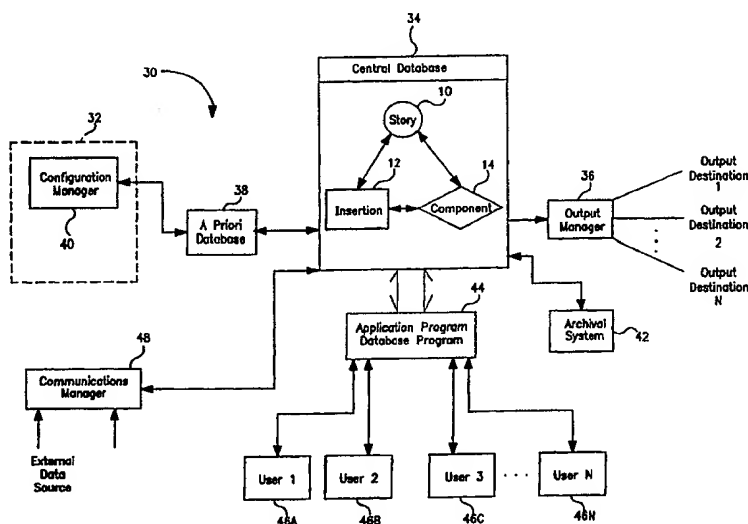 34
Central Database
30
10
Story
32
12
14
Configuration
Manager
40
38
A Priori
Database
Insertion
Component
36
Output
Manager
Output
Destination
1
Output
Destination
2
Output
Destination
N
44
Application Program
Database Program
Archival
System
42
48
Communications
Manager
External
Data
Source
User 1
User 2
User 3
User N
46A
46B
46C
46N